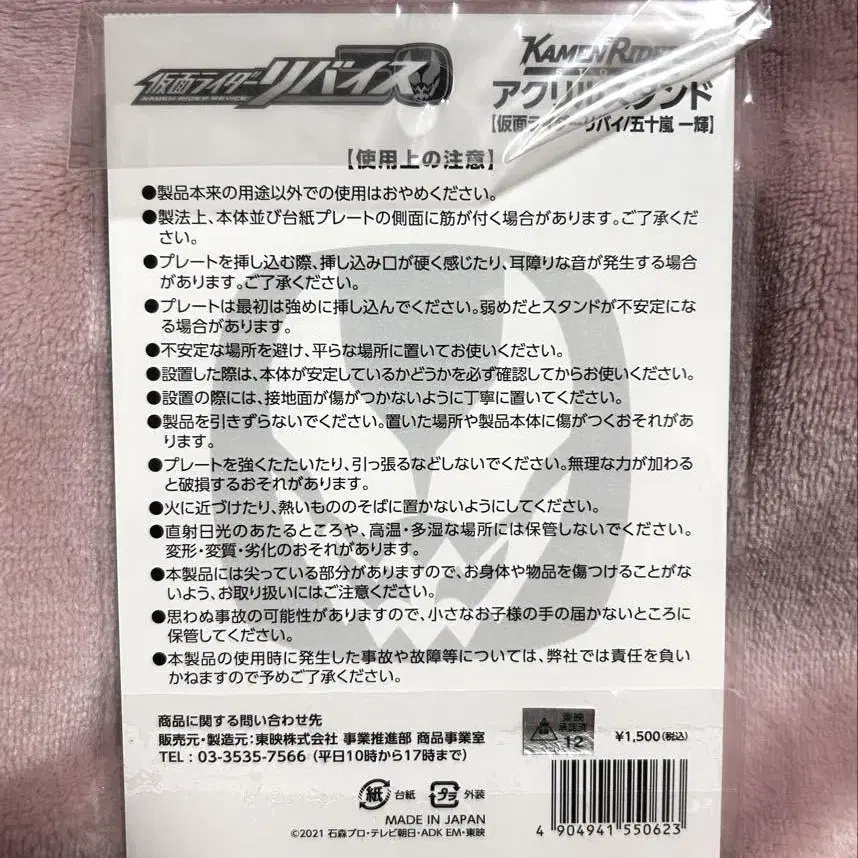 仮面ライダーリバイス
KAMEN RIDER REVICE
KAMEN RIDER
アクリルスタンド
【仮面ライダーリバイ/五十嵐 一輝】
【使用上の注意】
●製品本来の用途以外での使用はおやめください。
●製法上、本体並び台紙プレートの側面に筋が付く場合があります。ご了承くだ
さい。
●プレートを挿し込む際、挿し込み口が硬く感じたり、耳障りな音が発生する場合
があります。ご了承ください。
●プレートは最初は強めに挿し込んでください。弱めだとスタンドが不安定にな
る場合があります。
●不安定な場所を避け、平らな場所に置いてお使いください。
●設置した際は、本体が安定しているかどうかを必ず確認してからお使いください。
●設置の際には、接地面が傷がつかないように丁寧に置いてください。
●製品を引きずらないでください。置いた場所や製品本体に傷がつくおそれがあ
ります。
●プレートを強くたたいたり、引っ張るなどしないでください。無理な力が加わる
と破損するおそれがあります。
●火に近づけたり、熱いもののそばに置かないようにしてください。
●直射日光のあたるところや、高温・多湿な場所には保管しないでください。
変形・変質・劣化のおそれがあります。
●本製品には尖っている部分がありますので、お身体や物品を傷つけることがな
いよう、お取り扱いにはご注意ください。
●思わぬ事故の可能性がありますので、小さなお子様の手の届かないところに
保管してください。
●本製品の使用時に発生した事故や故障等については、弊社では責任を負い
かねますので予めご了承ください。
商品に関する問い合わせ先
販売元・製造元:東映株式会社 事業推進部 商品事業室
TEL:03-3535-7566 (平日10時から17時まで)
東映
承認済
12
¥1,500(税込)
紙 台紙 プラ 外装
MADE IN JAPAN
©2021 石森プロ・テレビ朝日・ADK EM・東映
4 904941 550623